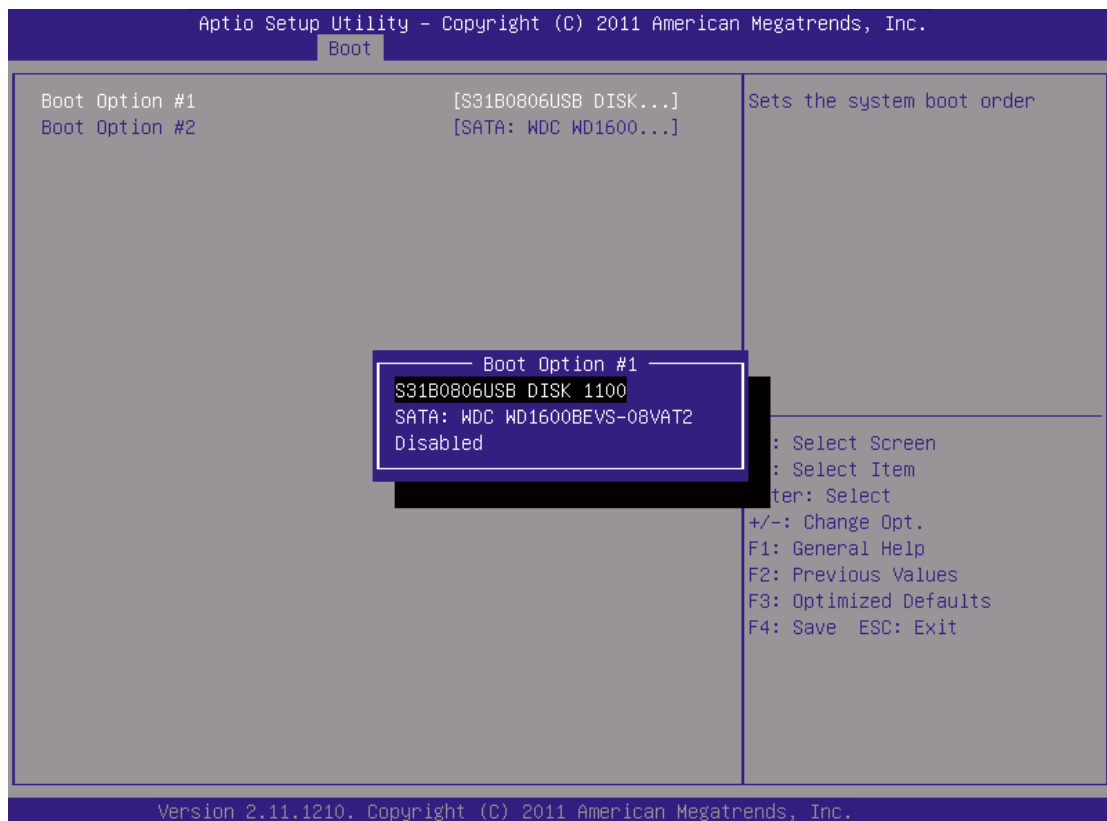 Aptio Setup Utility – Copyright (C) 2011 American Megatrends, Inc.
Boot
Boot Option #1 [S31B0806USB DISK...]
Boot Option #2 [SATA: WDC WD1600...]
Sets the system boot order
Boot Option #1
S31B0806USB DISK 1100
SATA: WDC WD1600BEVS-08VAT2
Disabled
: Select Screen
: Select Item
ter: Select
+/-: Change Opt.
F1: General Help
F2: Previous Values
F3: Optimized Defaults
F4: Save ESC: Exit
Version 2.11.1210. Copyright (C) 2011 American Megatrends, Inc.